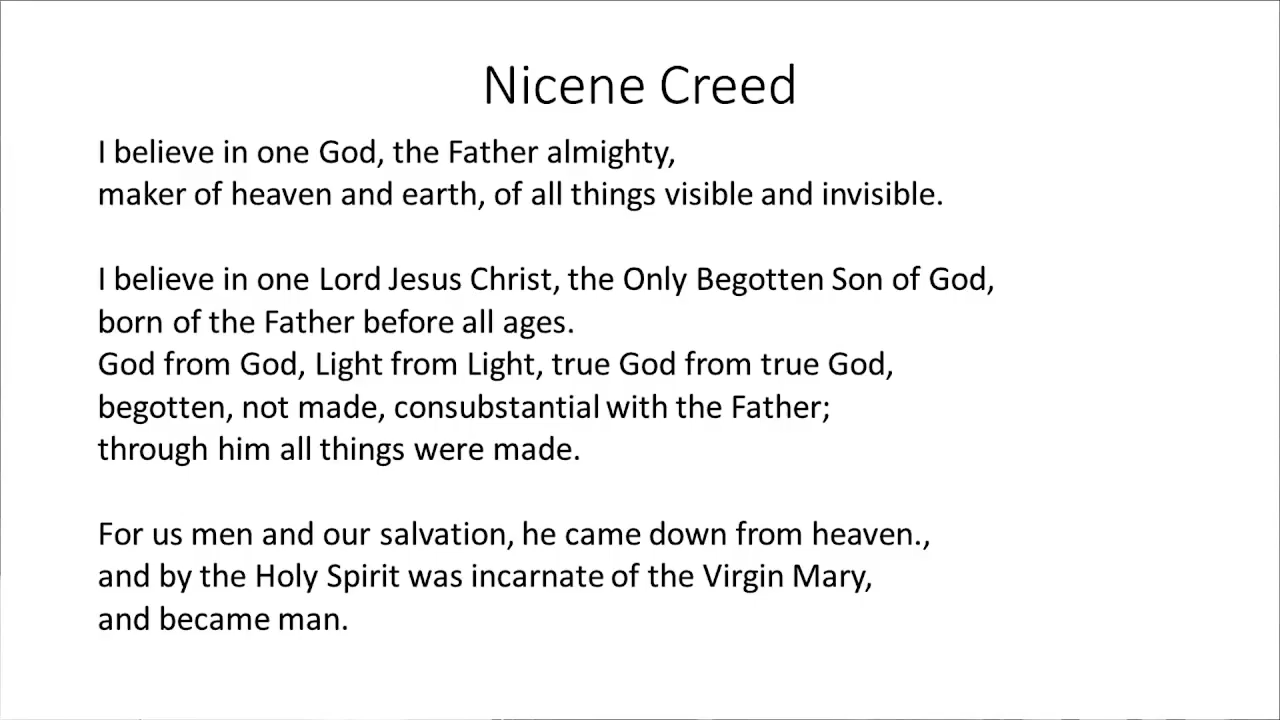 Nicene Creed
I believe in one God, the Father almighty,
maker of heaven and earth, of all things visible and invisible.
I believe in one Lord Jesus Christ, the Only Begotten Son of God,
born of the Father before all ages.
God from God, Light from Light, true God from true God,
begotten, not made, consubstantial with the Father;
through him all things were made.
For us men and our salvation, he came down from heaven.,
and by the Holy Spirit was incarnate of the Virgin Mary,
and became man.